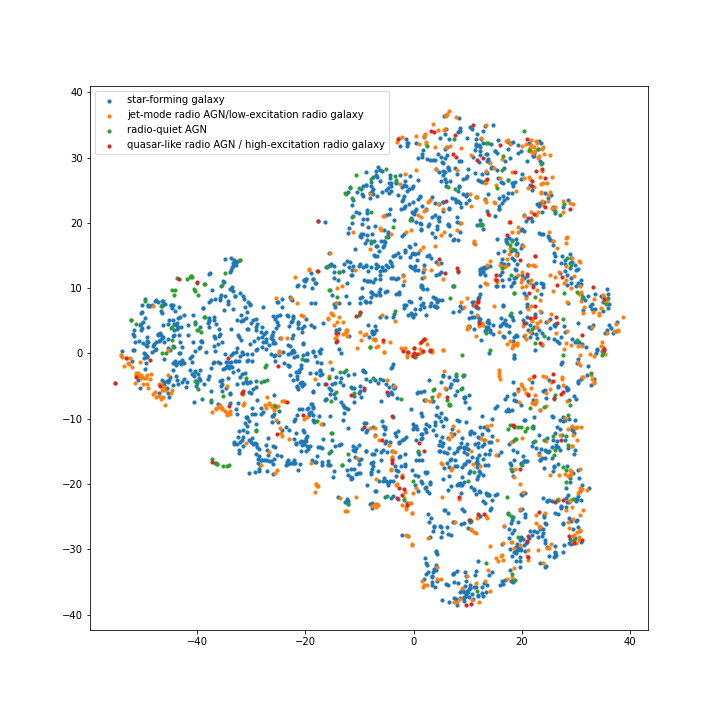 star-forming galaxy
jet-mode radio AGN/low-excitation radio galaxy
radio-quiet AGN
quasar-like radio AGN / high-excitation radio galaxy
40
30
20
10
0
−10
−20
−30
−40
−40 −20 0 20 40